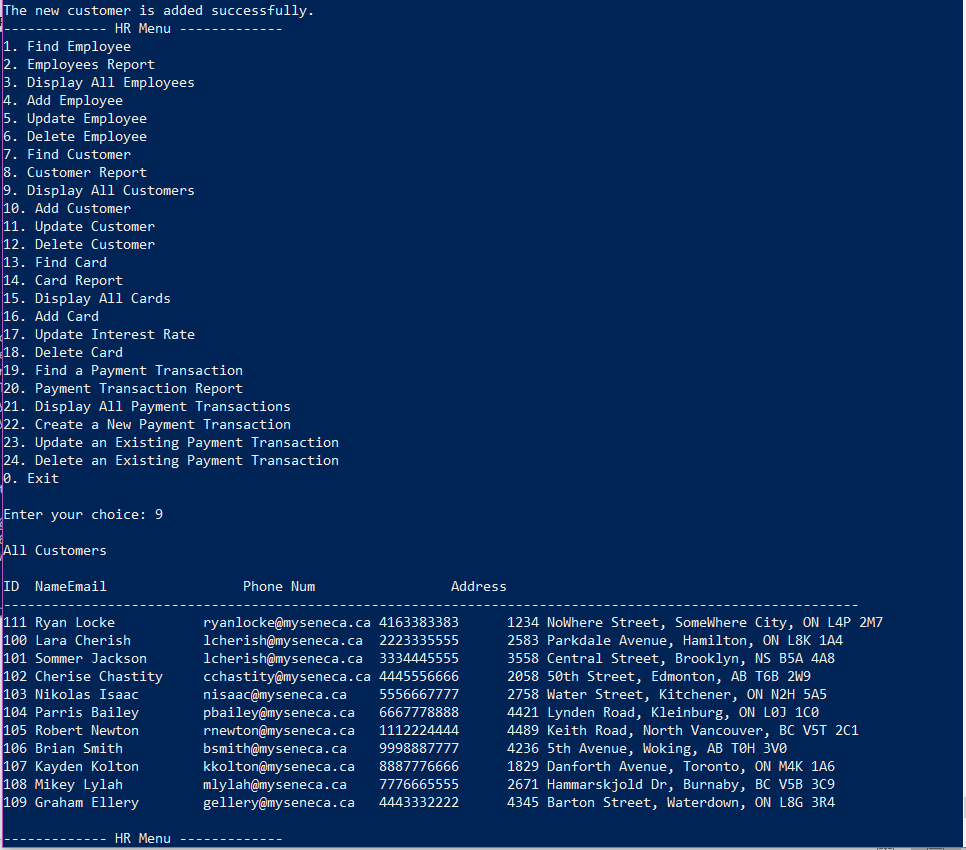 The new customer is added successfully.
------------- HR Menu -------------
1. Find Employee
2. Employees Report
3. Display All Employees
4. Add Employee
5. Update Employee
6. Delete Employee
7. Find Customer
8. Customer Report
9. Display All Customers
10. Add Customer
11. Update Customer
12. Delete Customer
13. Find Card
14. Card Report
15. Display All Cards
16. Add Card
17. Update Interest Rate
18. Delete Card
19. Find a Payment Transaction
20. Payment Transaction Report
21. Display All Payment Transactions
22. Create a New Payment Transaction
23. Update an Existing Payment Transaction
24. Delete an Existing Payment Transaction
0. Exit
Enter your choice: 9
All Customers
ID  NameEmail                 Phone Num                 Address
-----------------------------------------------------------------------------------------------------------
111 Ryan Locke           ryanlocke@myseneca.ca 4163383383      1234 NoWhere Street, SomeWhere City, ON L4P 2M7
100 Lara Cherish         lcherish@myseneca.ca  2223335555      2583 Parkdale Avenue, Hamilton, ON L8K 1A4
101 Sommer Jackson       lcherish@myseneca.ca  3334445555      3558 Central Street, Brooklyn, NS B5A 4A8
102 Cherise Chastity     cchastity@myseneca.ca 4445556666      2058 50th Street, Edmonton, AB T6B 2W9
103 Nikolas Isaac        nisaac@myseneca.ca    5556667777      2758 Water Street, Kitchener, ON N2H 5A5
104 Parris Bailey        pbailey@myseneca.ca   6667778888      4421 Lynden Road, Kleinburg, ON L0J 1C0
105 Robert Newton        rnewton@myseneca.ca   1112224444      4489 Keith Road, North Vancouver, BC V5T 2C1
106 Brian Smith          bsmith@myseneca.ca    9998887777      4236 5th Avenue, Woking, AB T0H 3V0
107 Kayden Kolton        kkolton@myseneca.ca   8887776666      1829 Danforth Avenue, Toronto, ON M4K 1A6
108 Mikey Lylah          mlylah@myseneca.ca    7776665555      2671 Hammarskjold Dr, Burnaby, BC V5B 3C9
109 Graham Ellery        gellery@myseneca.ca   4443332222      4345 Barton Street, Waterdown, ON L8G 3R4
------------- HR Menu -------------